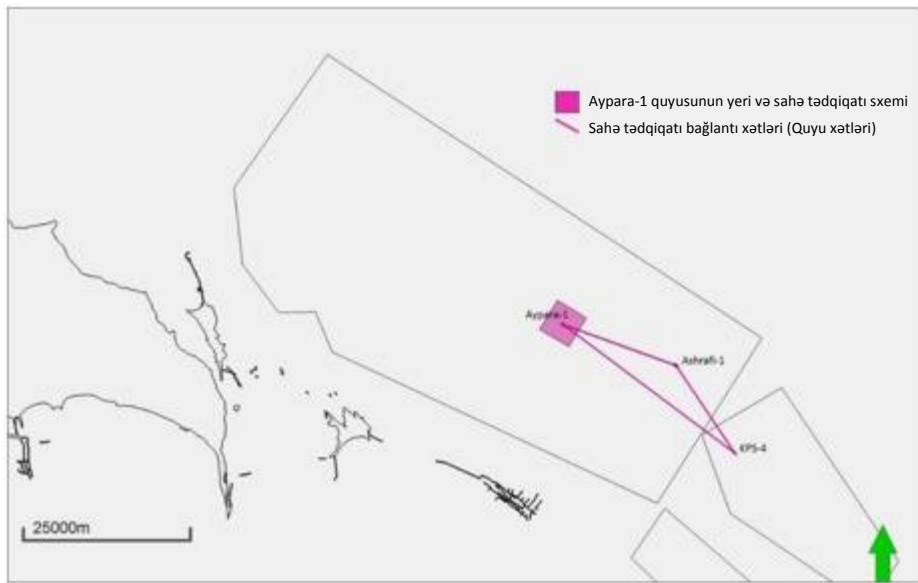 Aypara-1 quyusunun yeri və sahə tədqiqatı sxemi
Sahə tədqiqatı bağlantı xətləri (Quyu xətləri)
Aypara-1
Ashrafi-1
KPS-4
25000m